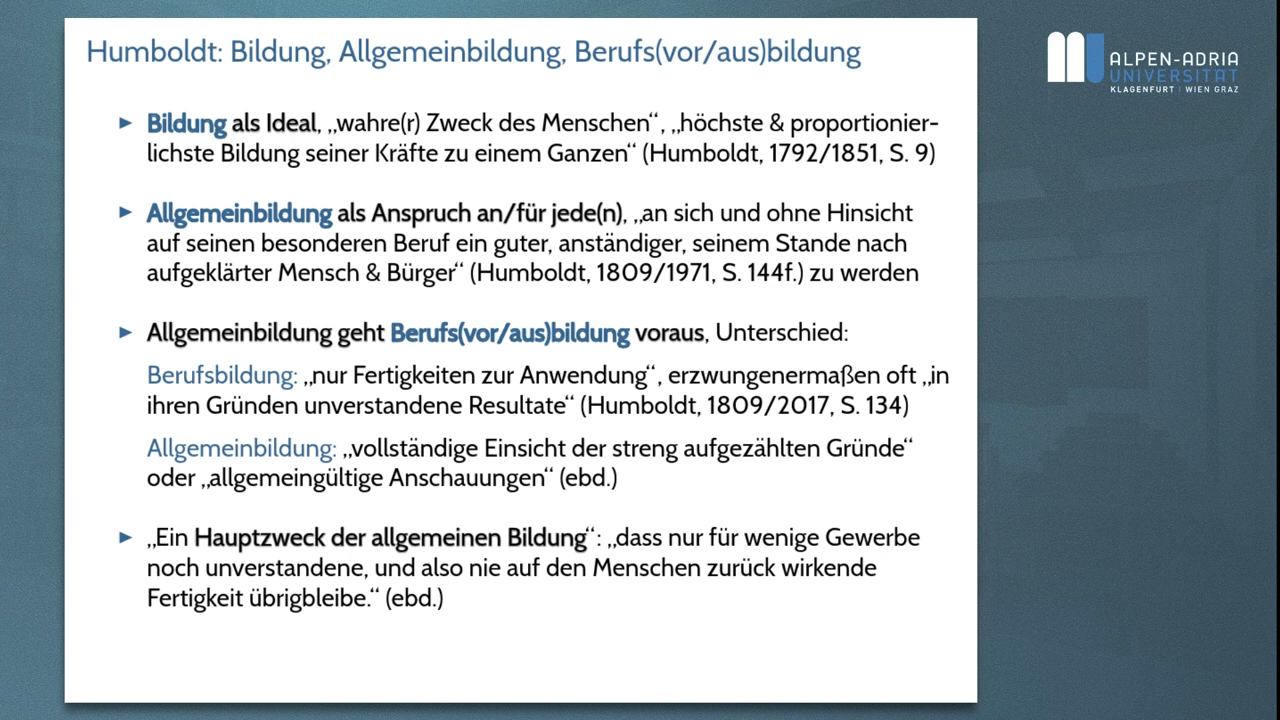 Humboldt: Bildung, Allgemeinbildung, Berufs(vor/aus)bildung
ALPEN-ADRIA
UNIVERSITÄT
KLAGENFURT | WIEN GRAZ
► Bildung als Ideal, „wahre(r) Zweck des Menschen“, „höchste & proportionier-
lichste Bildung seiner Kräfte zu einem Ganzen“ (Humboldt, 1792/1851, S. 9)
► Allgemeinbildung als Anspruch an/für jede(n), „an sich und ohne Hinsicht
auf seinen besonderen Beruf ein guter, anständiger, seinem Stande nach
aufgeklärter Mensch & Bürger“ (Humboldt, 1809/1971, S. 144f.) zu werden
► Allgemeinbildung geht Berufs(vor/aus)bildung voraus, Unterschied:
Berufsbildung: „nur Fertigkeiten zur Anwendung“, erzwungenermaßen oft „in
ihren Gründen unverstandene Resultate“ (Humboldt, 1809/2017, S. 134)
Allgemeinbildung: „vollständige Einsicht der streng aufgezählten Gründe“
oder „allgemeingültige Anschauungen“ (ebd.)
► „Ein Hauptzweck der allgemeinen Bildung“: „dass nur für wenige Gewerbe
noch unverstandene, und also nie auf den Menschen zurück wirkende
Fertigkeit übrigbleibe.“ (ebd.)